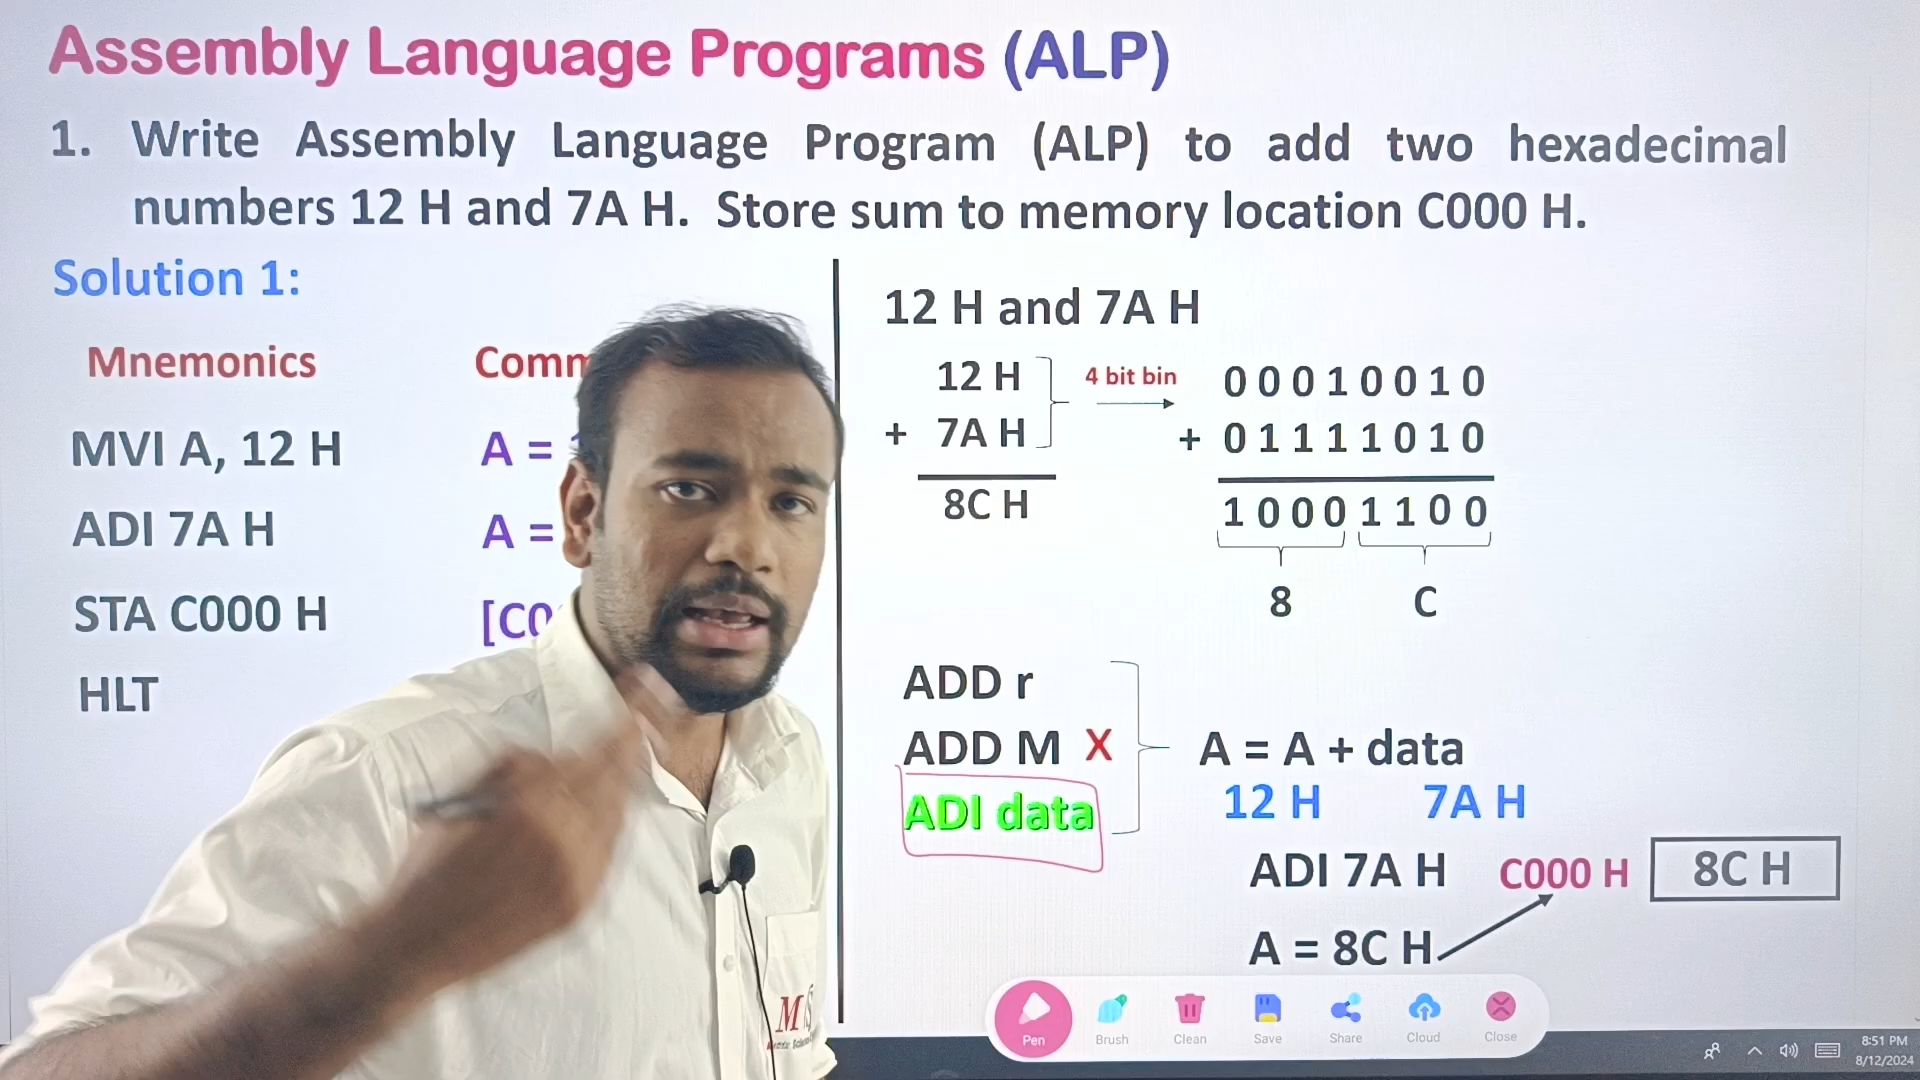 Assembly Language Programs (ALP)
1. Write Assembly Language Program (ALP) to add two hexadecimal
numbers 12 H and 7A H. Store sum to memory location C000 H.
Solution 1:
Mnemonics
MVI A, 12 H
A =
ADI 7A H
A =
STA C000 H
HLT
12 H and 7A H
12 H
+ 7A H
8C H
4 bit bin
0 0 0 1 0 0 1 0
+ 0 1 1 1 1 0 1 0
1 0 0 0 1 1 0 0
8 C
ADD r
ADD M X
ADI data
A = A + data
12 H 7A H
ADI 7A H
C000 H 8C H
A = 8C H
Pen Brush Clean Save Share Cloud Close
8:51 PM
8/12/2024